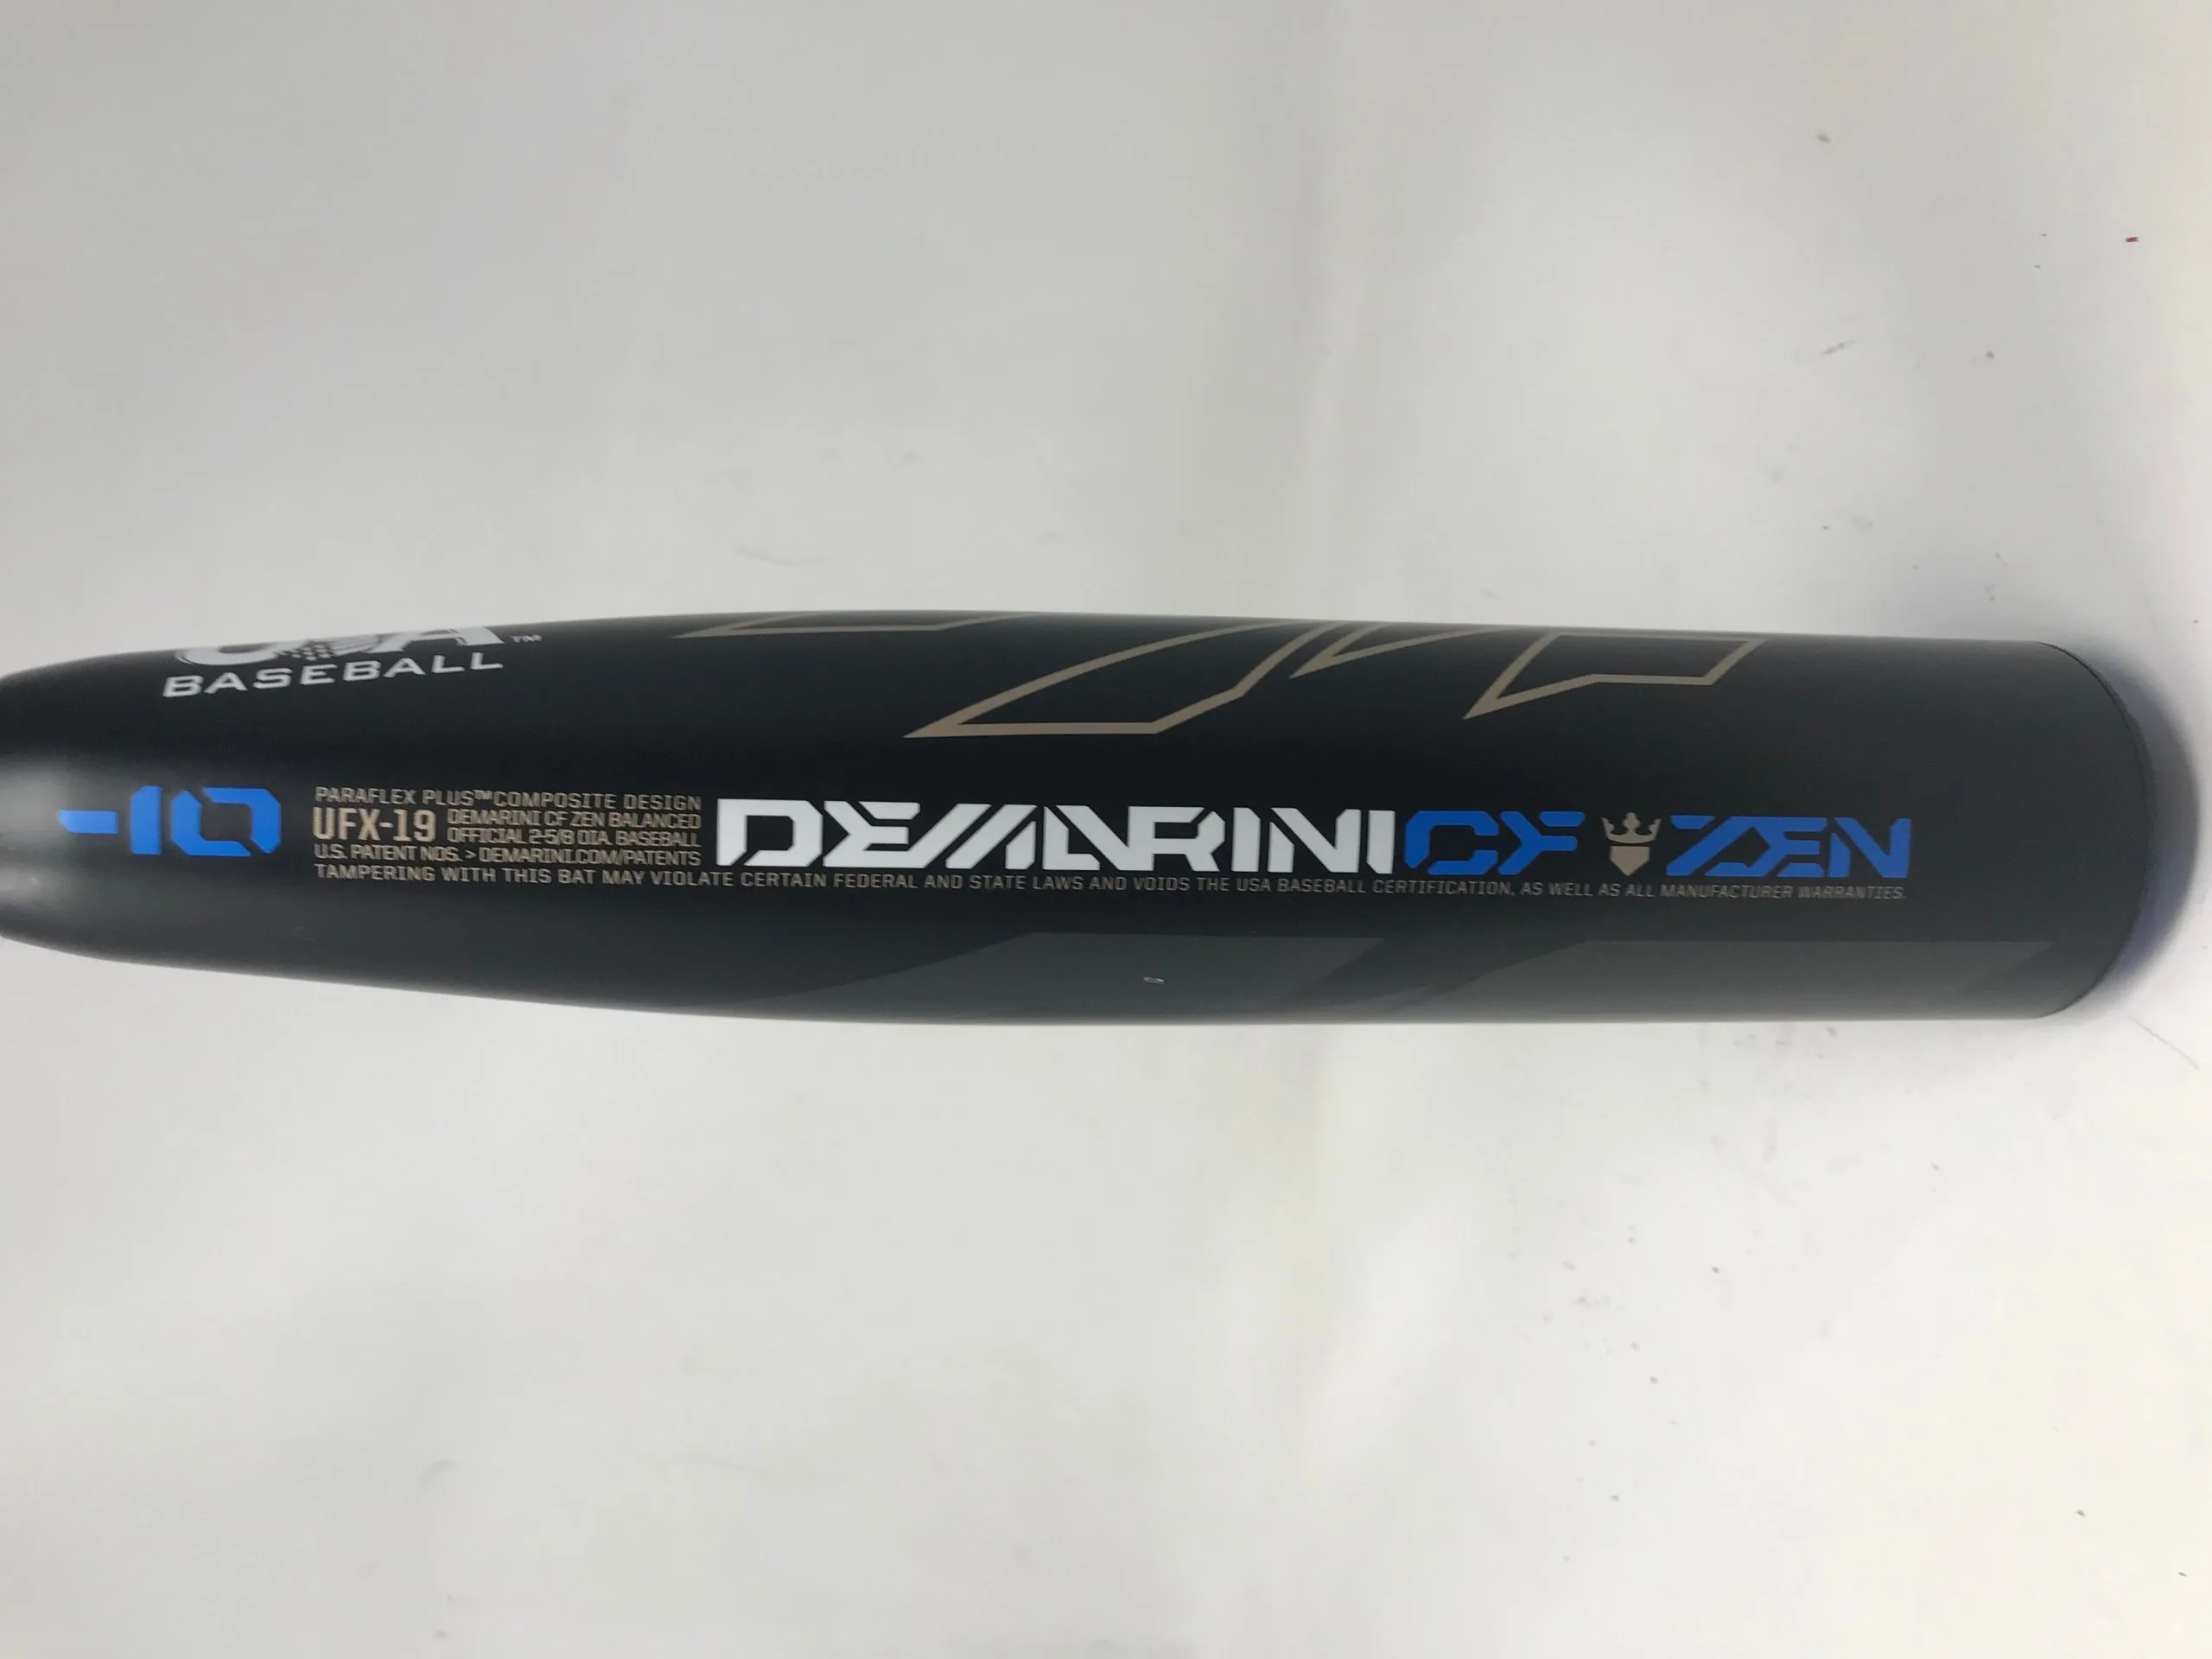 USA ™
BASEBALL
-10
PARAFLEX PLUS™ COMPOSITE DESIGN
UFX-19
DEMARINI CF ZEN BALANCED
OFFICIAL 2-5/8 DIA. BASEBALL
U.S. PATENT NOS. > DEMARINI.COM/PATENTS
DEMARINI CF ZEN
TAMPERING WITH THIS BAT MAY VIOLATE CERTAIN FEDERAL AND STATE LAWS AND VOIDS THE USA BASEBALL CERTIFICATION, AS WELL AS ALL MANUFACTURER WARRANTIES.